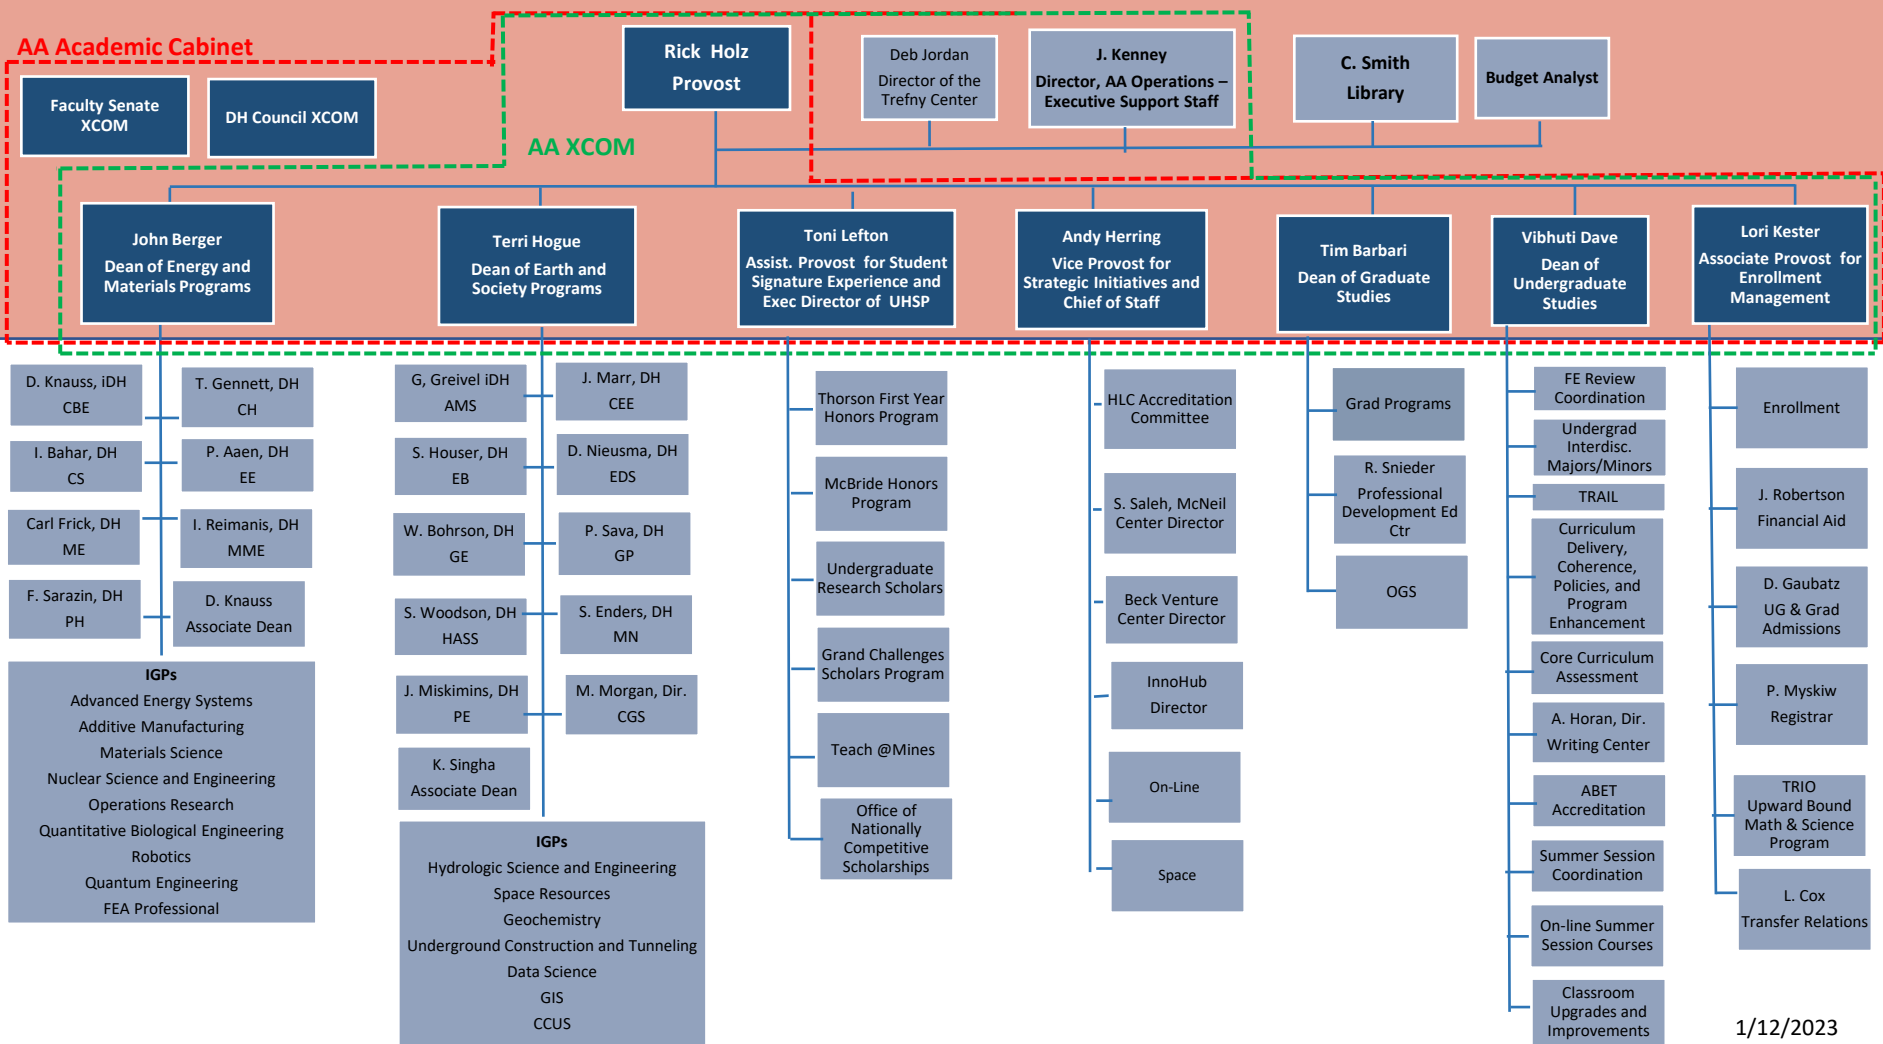 AA Academic Cabinet
Faculty Senate
XCOM
DH Council XCOM
AA XCOM
Rick Holz
Provost
Deb Jordan
Director of the
Trefny Center
J. Kenney
Director, AA Operations –
Executive Support Staff
C. Smith
Library
Budget Analyst
John Berger
Dean of Energy and
Materials Programs
Terri Hogue
Dean of Earth and
Society Programs
Toni Lefton
Assist. Provost for Student
Signature Experience and
Exec Director of UHSP
Andy Herring
Vice Provost for
Strategic Initiatives and
Chief of Staff
Tim Barbari
Dean of Graduate
Studies
Vibhuti Dave
Dean of
Undergraduate
Studies
Lori Kester
Associate Provost for
Enrollment
Management
D. Knauss, iDH
CBE
T. Gennett, DH
CH
I. Bahar, DH
CS
P. Aaen, DH
EE
Carl Frick, DH
ME
I. Reimanis, DH
MME
F. Sarazin, DH
PH
D. Knauss
Associate Dean
IGPs
Advanced Energy Systems
Additive Manufacturing
Materials Science
Nuclear Science and Engineering
Operations Research
Quantitative Biological Engineering
Robotics
Quantum Engineering
FEA Professional
G, Greivel iDH
AMS
J. Marr, DH
CEE
S. Houser, DH
EB
D. Nieusma, DH
EDS
W. Bohrson, DH
GE
P. Sava, DH
GP
S. Woodson, DH
HASS
S. Enders, DH
MN
J. Miskimins, DH
PE
M. Morgan, Dir.
CGS
K. Singha
Associate Dean
IGPs
Hydrologic Science and Engineering
Space Resources
Geochemistry
Underground Construction and Tunneling
Data Science
GIS
CCUS
Thorson First Year
Honors Program
McBride Honors
Program
Undergraduate
Research Scholars
Grand Challenges
Scholars Program
Teach @Mines
Office of
Nationally
Competitive
Scholarships
HLC Accreditation
Committee
S. Saleh, McNeil
Center Director
Beck Venture
Center Director
InnoHub
Director
On-Line
Space
Grad Programs
R. Snieder
Professional
Development Ed
Ctr
OGS
FE Review
Coordination
Undergrad
Interdisc.
Majors/Minors
TRAIL
Curriculum
Delivery,
Coherence,
Policies, and
Program
Enhancement
Core Curriculum
Assessment
A. Horan, Dir.
Writing Center
ABET
Accreditation
Summer Session
Coordination
On-line Summer
Session Courses
Classroom
Upgrades and
Improvements
Enrollment
J. Robertson
Financial Aid
D. Gaubatz
UG & Grad
Admissions
P. Myskiw
Registrar
TRIO
Upward Bound
Math & Science
Program
L. Cox
Transfer Relations
1/12/2023